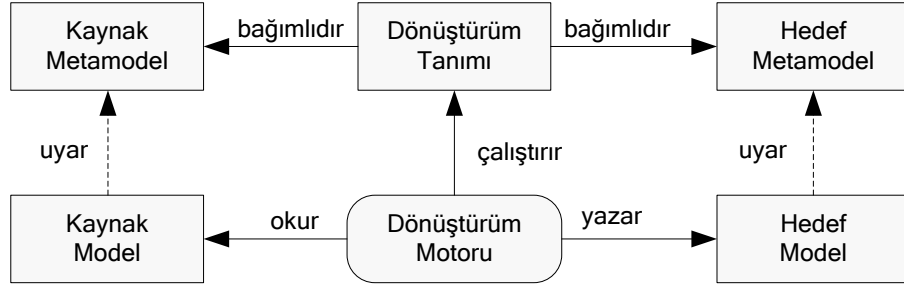 Kaynak
Metamodel
bağımlıdır
Dönüştürüm
Tanımı
bağımlıdır
Hedef
Metamodel
uyar
çalıştırır
uyar
Kaynak
Model
okur
Dönüştürüm
Motoru
yazar
Hedef
Model